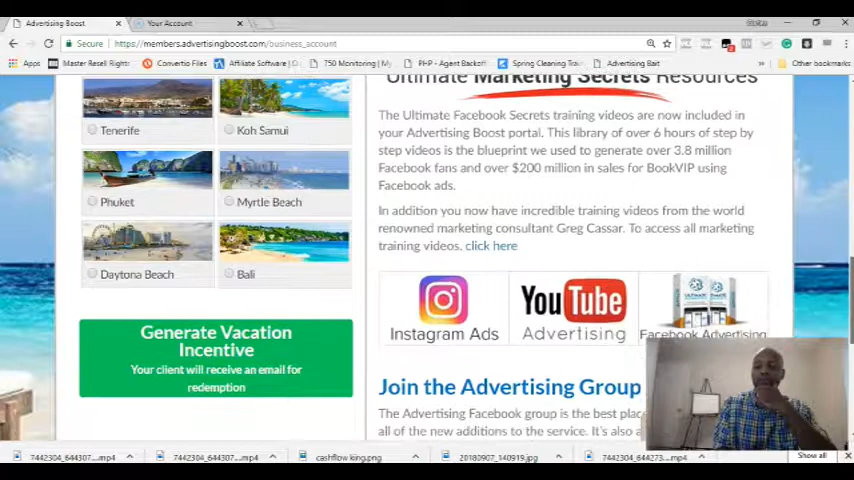 Advertising Boost
Your Account
Secure
https://members.advertisingboost.com/business_account
Apps
Master Resell Rights
Convertio Files
Affiliate Software (G...
750 Monitoring | My
PHP - Agent Backoff
Spring Cleaning Train
Advertising Bait
»
Other bookmarks
Tenerife
Koh Samui
Phuket
Myrtle Beach
Daytona Beach
Bali
Generate Vacation
Incentive
Your client will receive an email for
redemption
Ultimate Marketing Secrets Resources
The Ultimate Facebook Secrets training videos are now included in
your Advertising Boost portal. This library of over 6 hours of step by
step videos is the blueprint we used to generate over 3.8 million
Facebook fans and over $200 million in sales for BookVIP using
Facebook ads.
In addition you now have incredible training videos from the world
renowned marketing consultant Greg Cassar. To access all marketing
training videos, click here
Instagram Ads
YouTube
Advertising
Facebook Advertising
Join the Advertising Group
The Advertising Facebook group is the best plac
all of the new additions to the service. It's also a
7442304_644307....mp4
7442304_644307....mp4
cashflow king.png
20180907_140919.jpg
7442304_644273....mp4
Show all